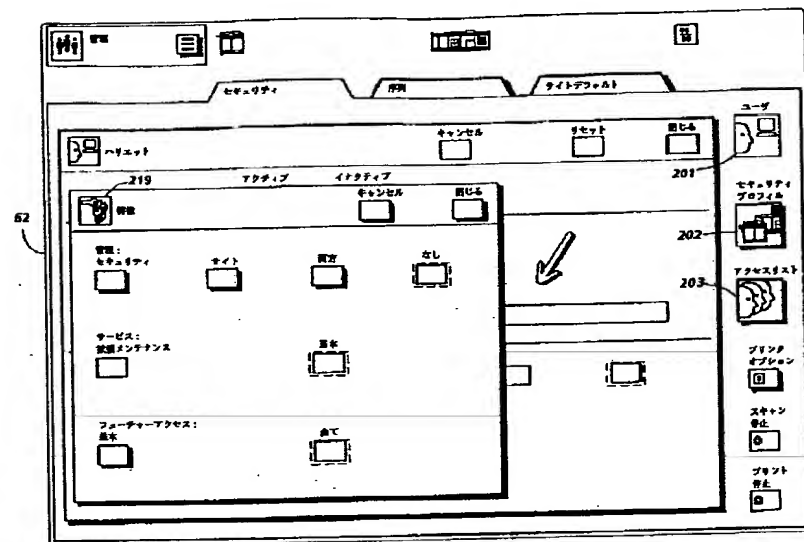 管理
セキュリティ
序列
サイトデフォルト
ハリエット
キャンセル
リセット
閉じる
ユーザ
201
219
アクティブ
イナクティブ
キャンセル
閉じる
特徴
62
セキュリティ
プロフィル
202
管理:
セキュリティ
サイト
両方
なし
アクセスリスト
203
サービス:
拡張メンテナンス
基本
プリンタ
オプション
スキャン
停止
フューチャーアクセス:
基本
全て
プリント
停止